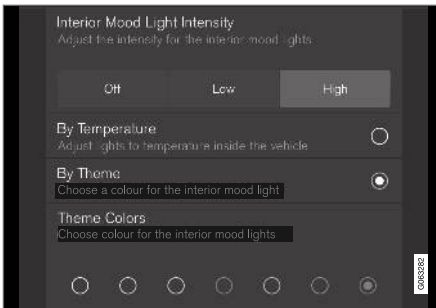 Interior Mood Light Intensity
Adjust the intensity for the interior mood lights
Off Low High
By Temperature
Adjust lights to temperature inside the vehicle
By Theme
Choose a colour for the interior mood light
Theme Colors
Choose colour for the interior mood lights
G063282